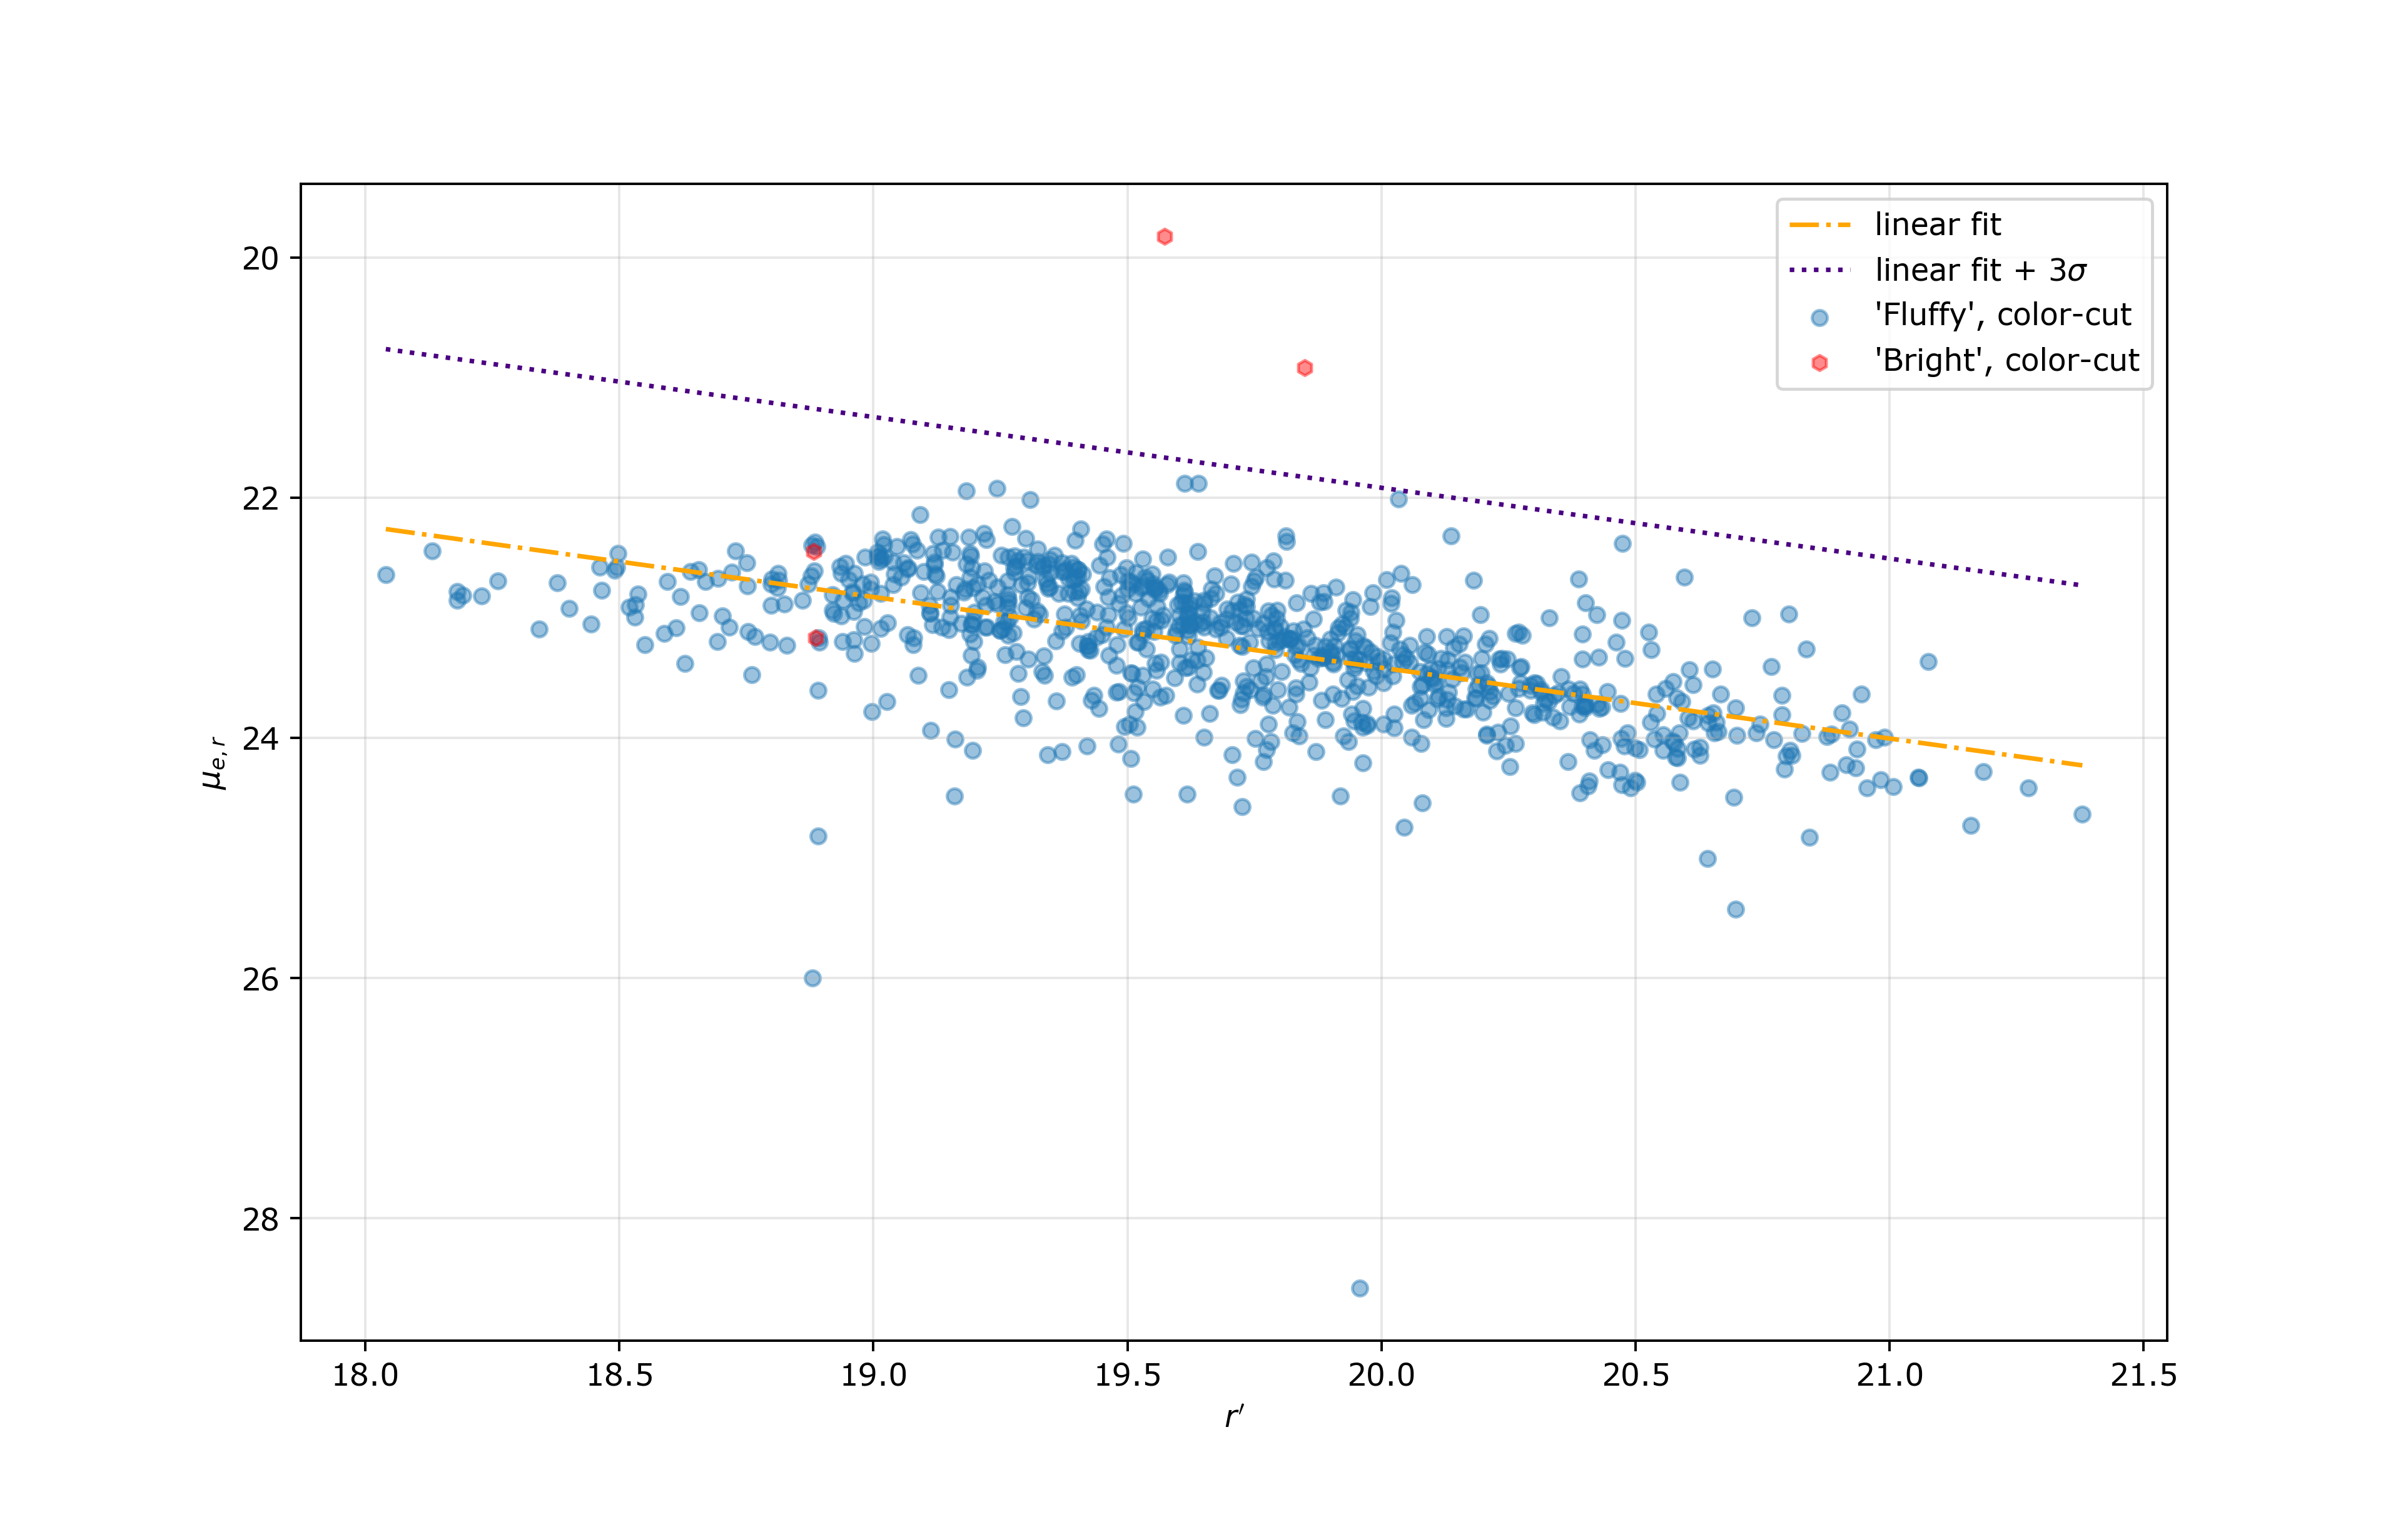 linear fit
linear fit + 3σ
'Fluffy', color-cut
'Bright', color-cut
20
22
24
26
28
μe,r
18.0 18.5 19.0 19.5 20.0 20.5 21.0 21.5
r′